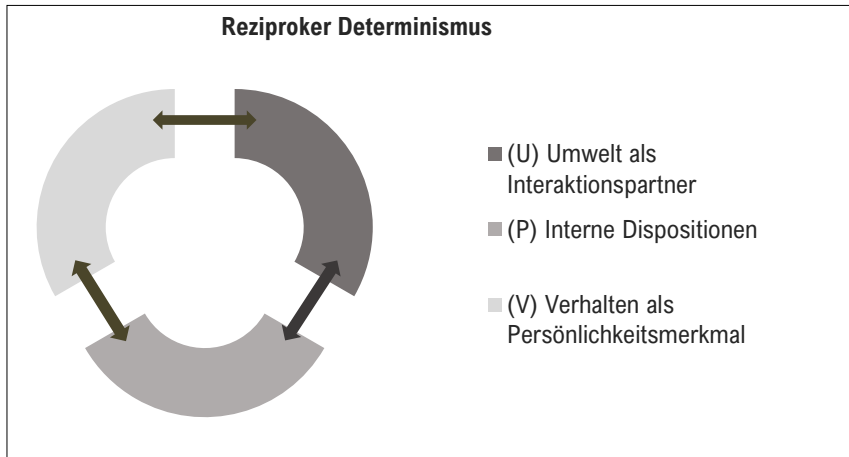 Reziproker Determinismus
(U) Umwelt als
Interaktionspartner
(P) Interne Dispositionen
(V) Verhalten als
Persönlichkeitsmerkmal